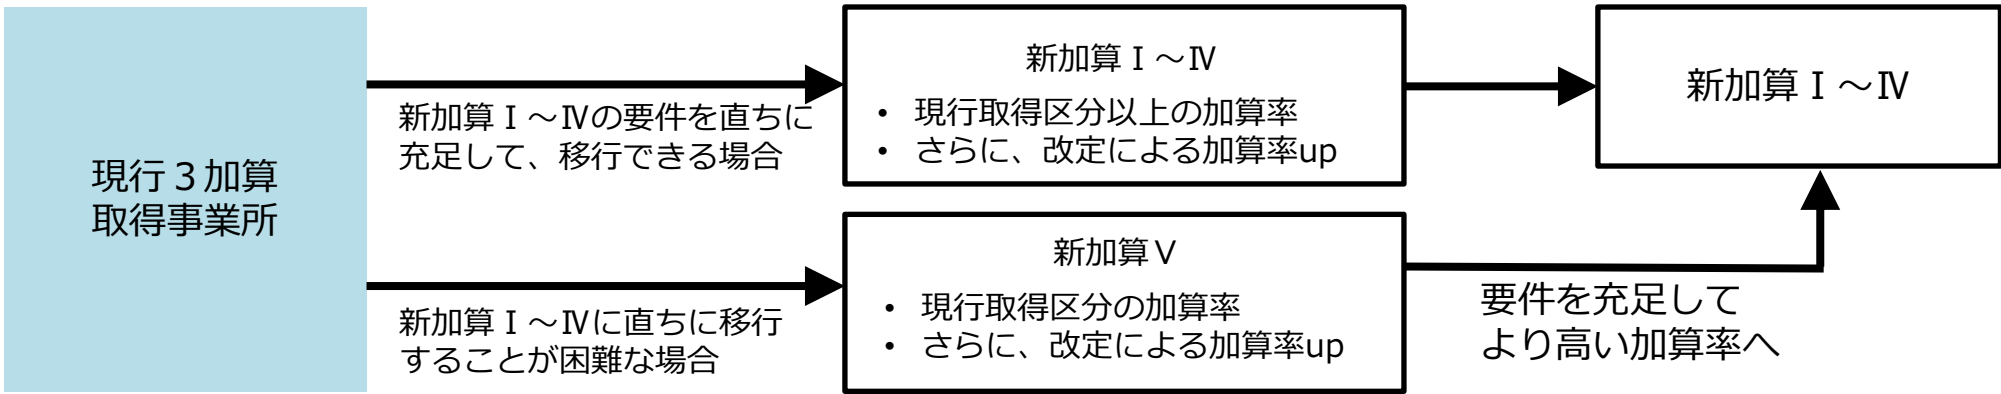 現行３加算
取得事業所
新加算Ⅰ～Ⅳの要件を直ちに
充足して、移行できる場合
新加算Ⅰ～Ⅳに直ちに移行
することが困難な場合
新加算Ⅰ～Ⅳ
• 現行取得区分以上の加算率
• さらに、改定による加算率up
新加算Ⅴ
• 現行取得区分の加算率
• さらに、改定による加算率up
要件を充足して
より高い加算率へ
新加算Ⅰ～Ⅳ